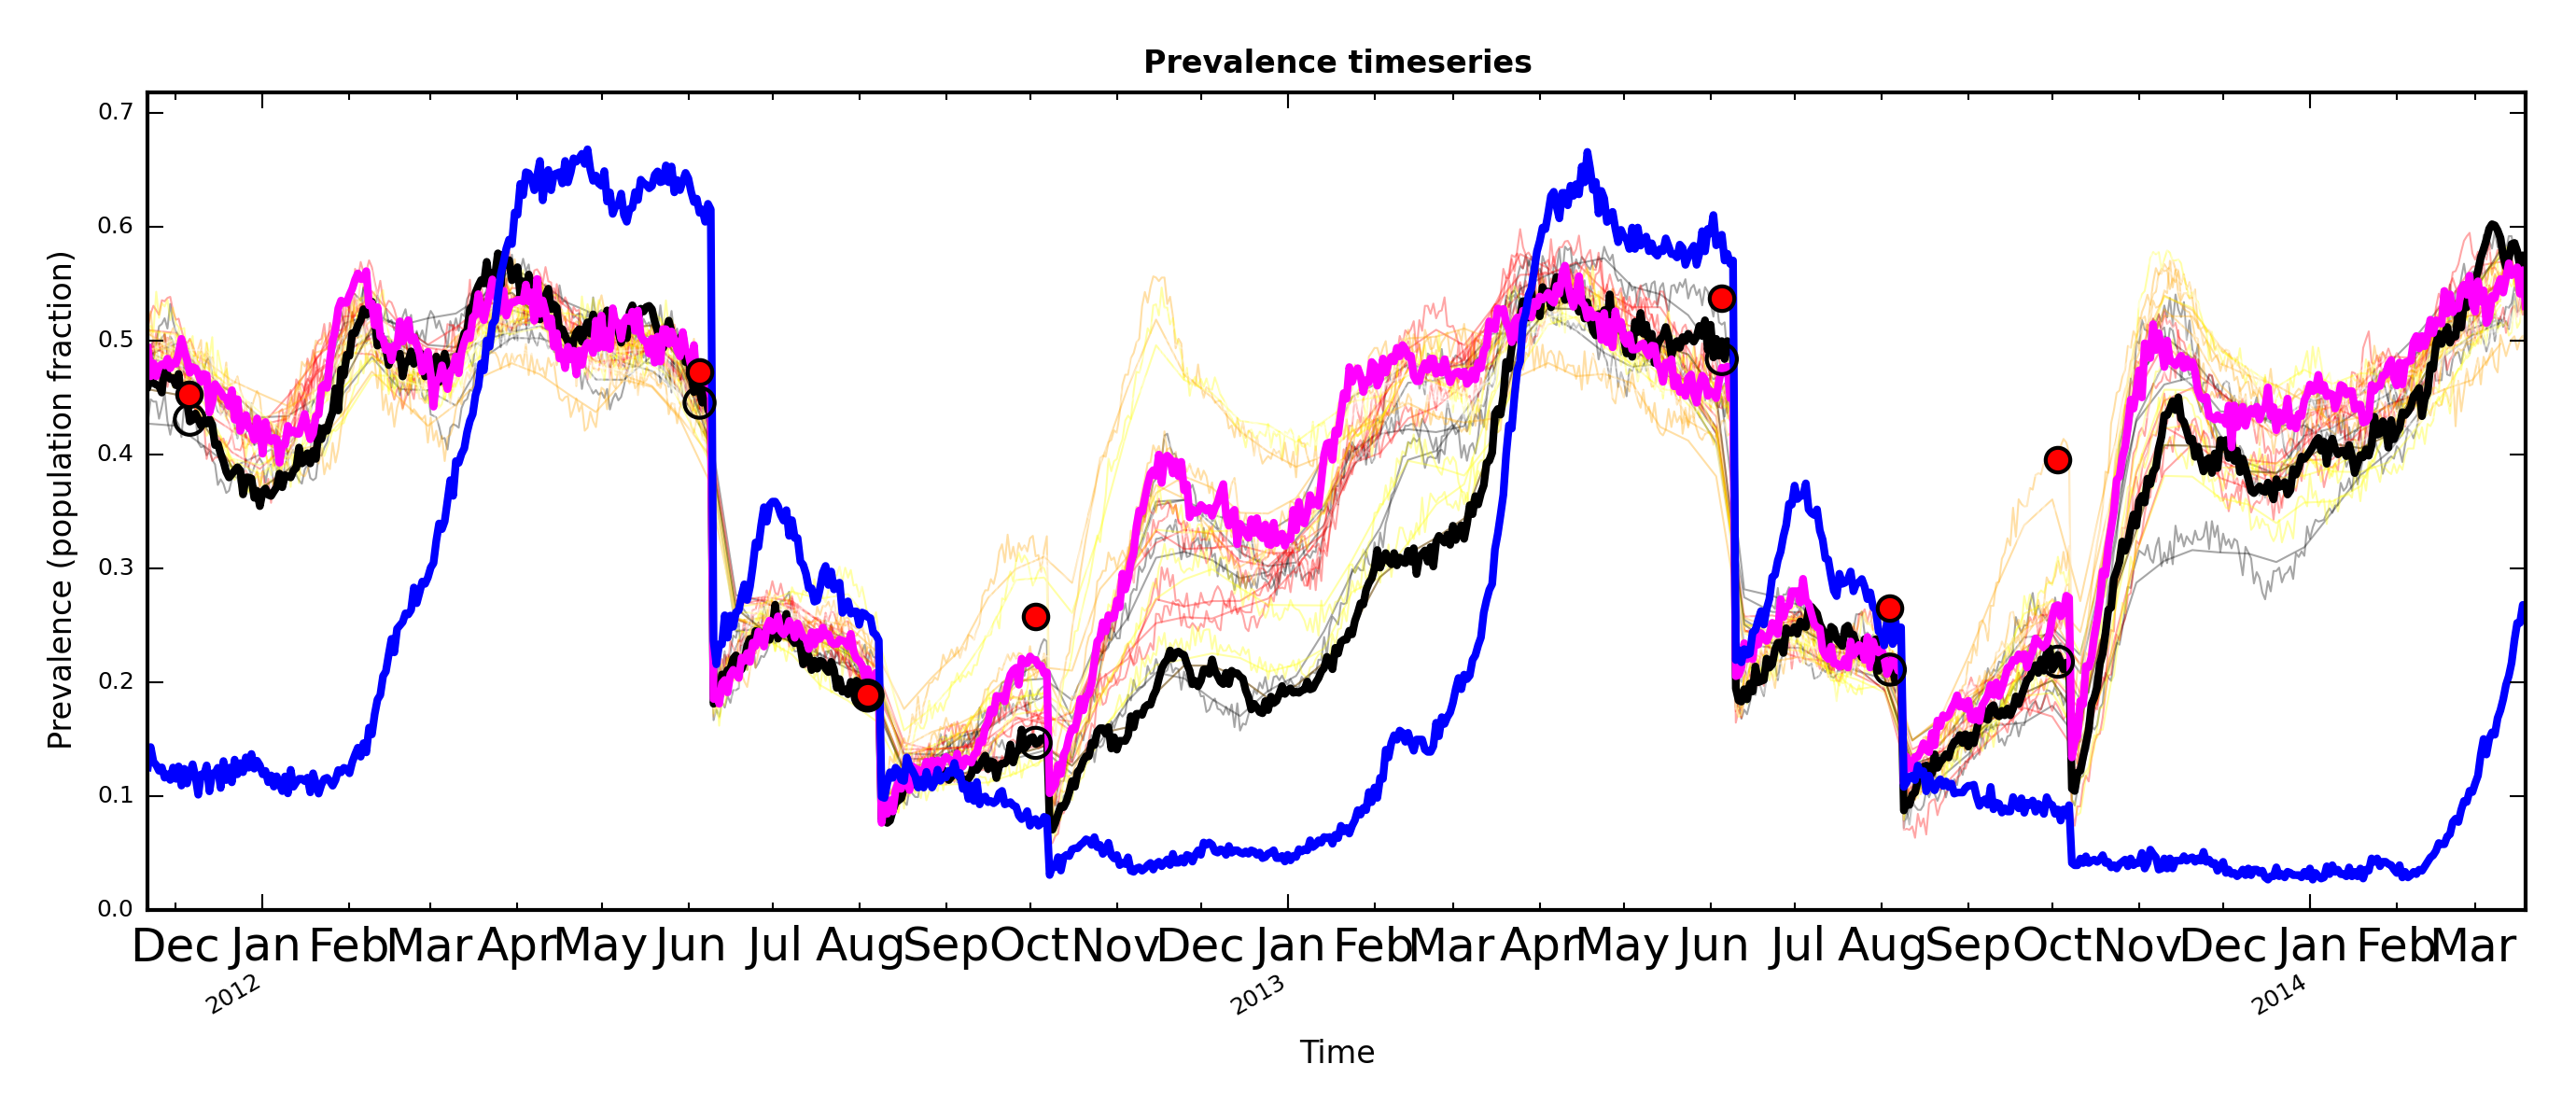 Prevalence timeseries
Prevalence (population fraction)
0.7
0.6
0.5
0.4
0.3
0.2
0.1
0.0
Dec Jan Feb Mar Apr May Jun Jul Aug Sep Oct Nov Dec Jan Feb Mar Apr May Jun Jul Aug Sep Oct Nov Dec Jan Feb Mar
2012 2013 2014
Time